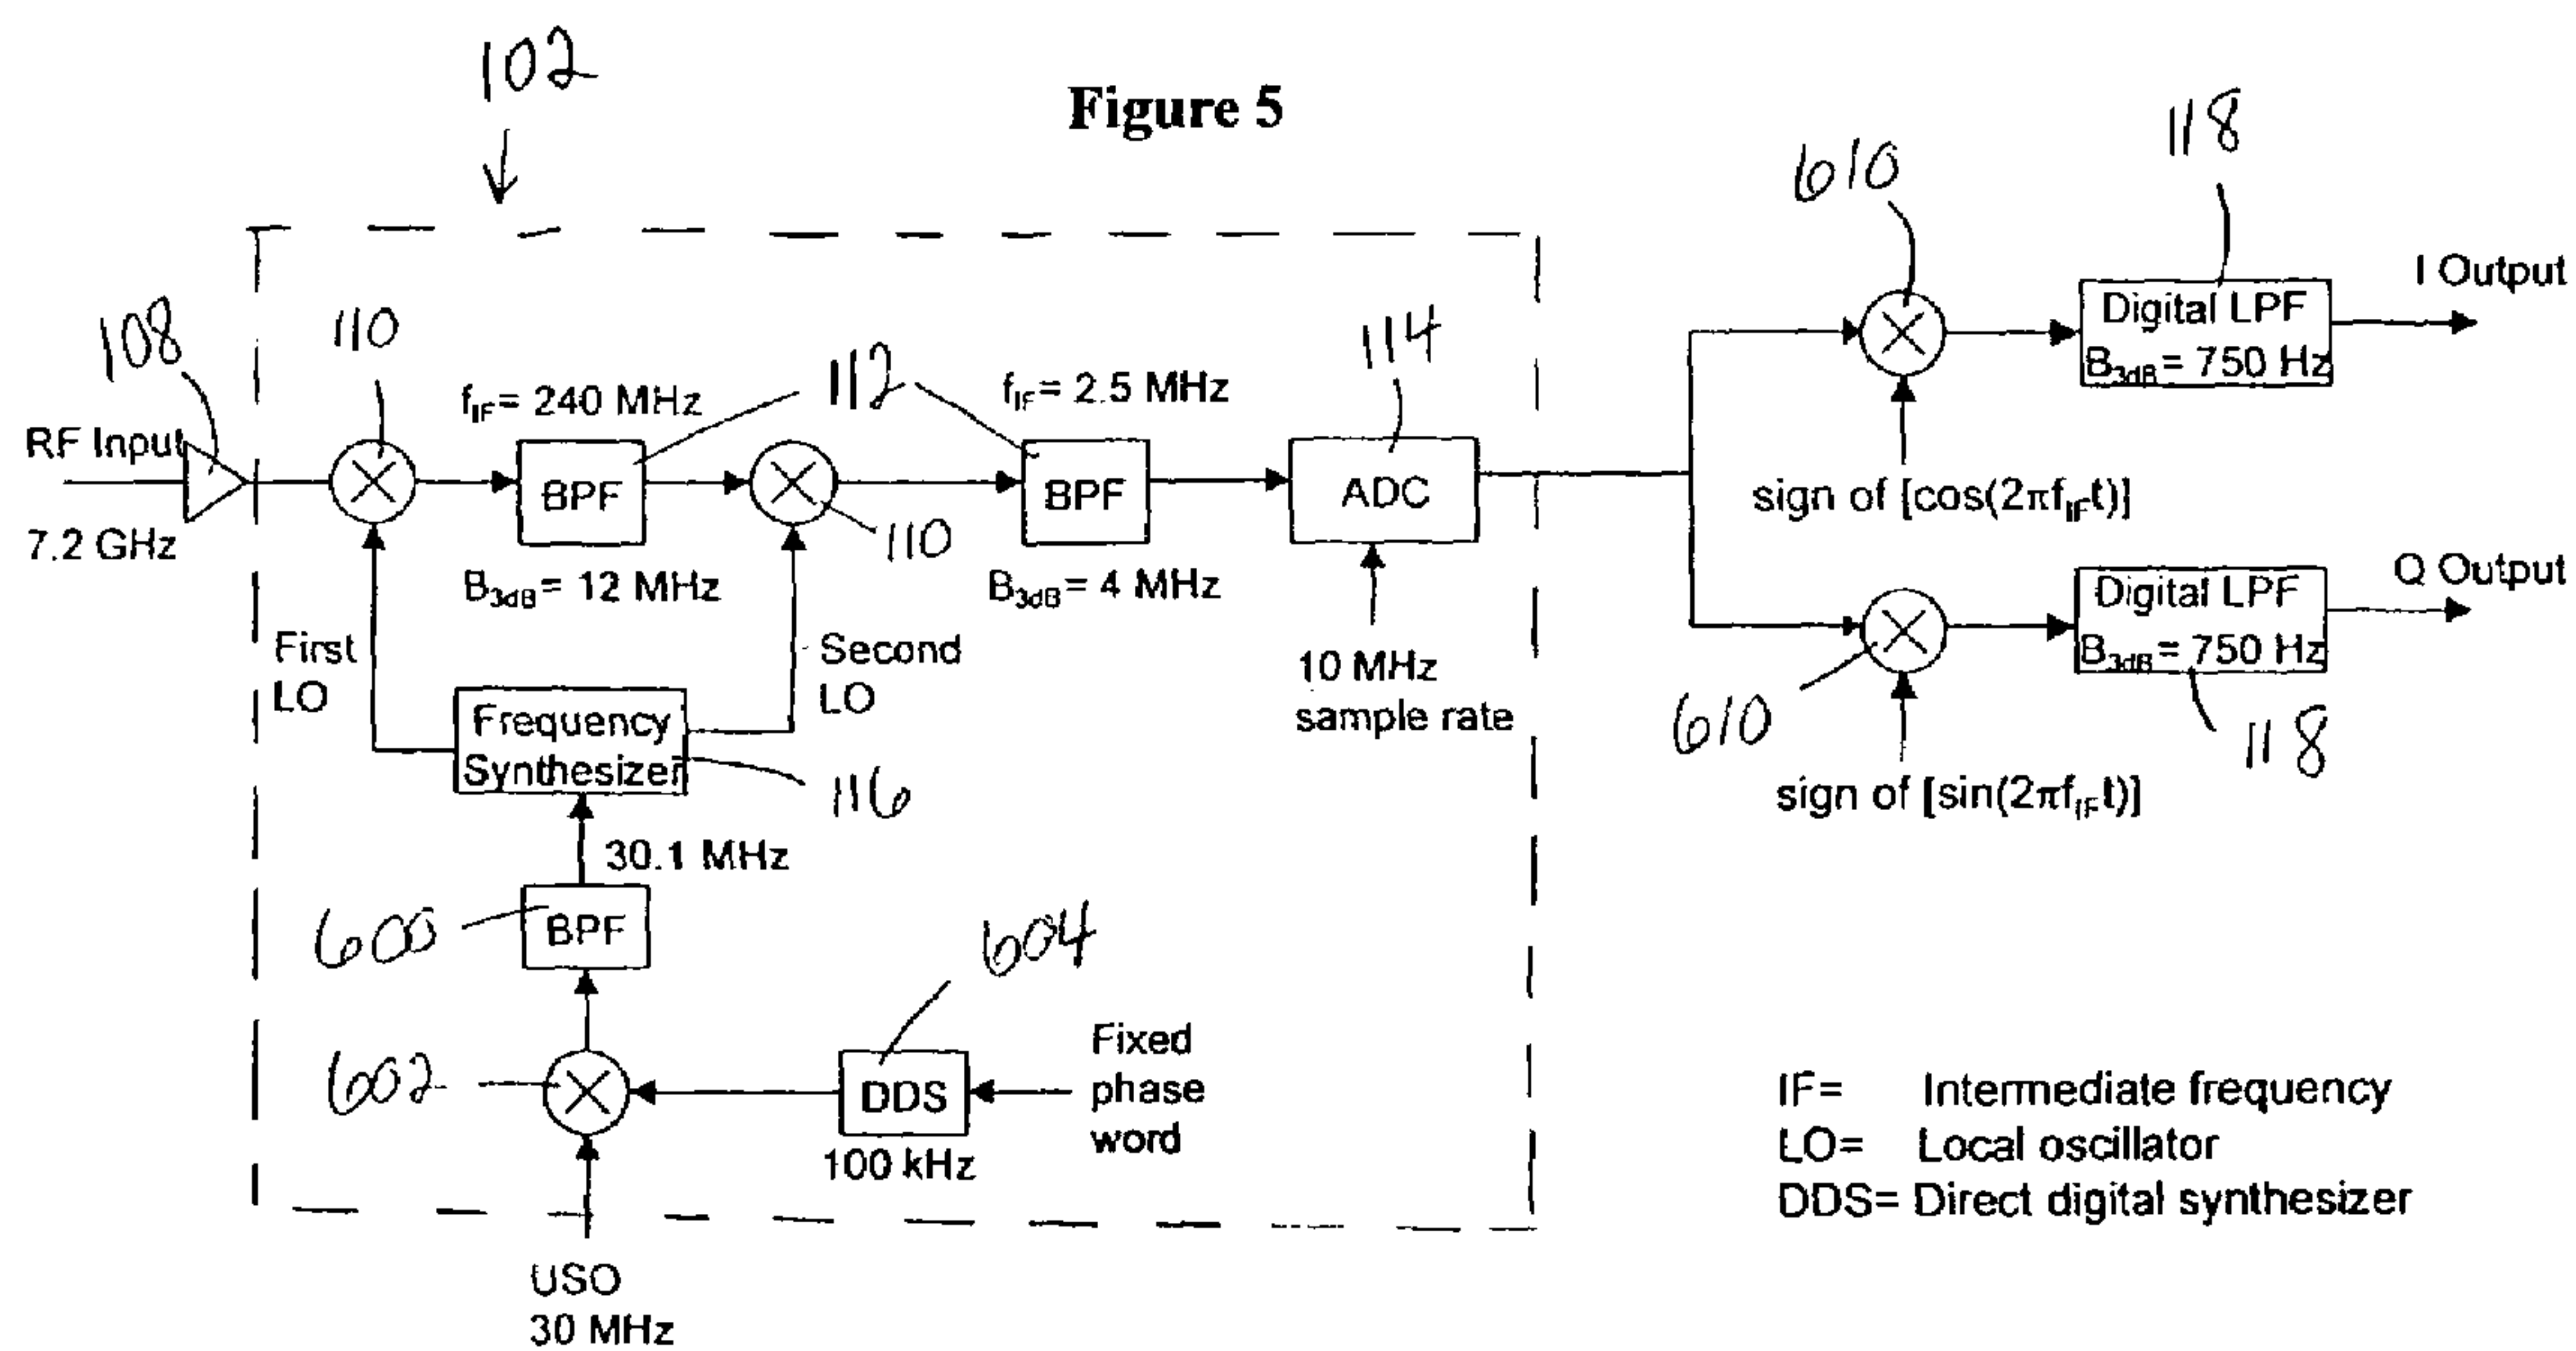 102
Figure 5
610
118
I Output
108
110
112
114
Digital LPF
B3dB = 750 Hz
fIF = 240 MHz
fIF = 2.5 MHz
RF Input
BPF
BPF
ADC
sign of [cos(2πfIFt)]
7.2 GHz
110
B3dB = 12 MHz
B3dB = 4 MHz
Q Output
Digital LPF
B3dB = 750 Hz
First
LO
Second
LO
10 MHz
sample rate
Frequency
Synthesizer
116
610
118
sign of [sin(2πfIFt)]
30.1 MHz
600
BPF
604
602
DDS
100 kHz
Fixed
phase
word
IF= Intermediate frequency
LO= Local oscillator
DDS= Direct digital synthesizer
USO
30 MHz